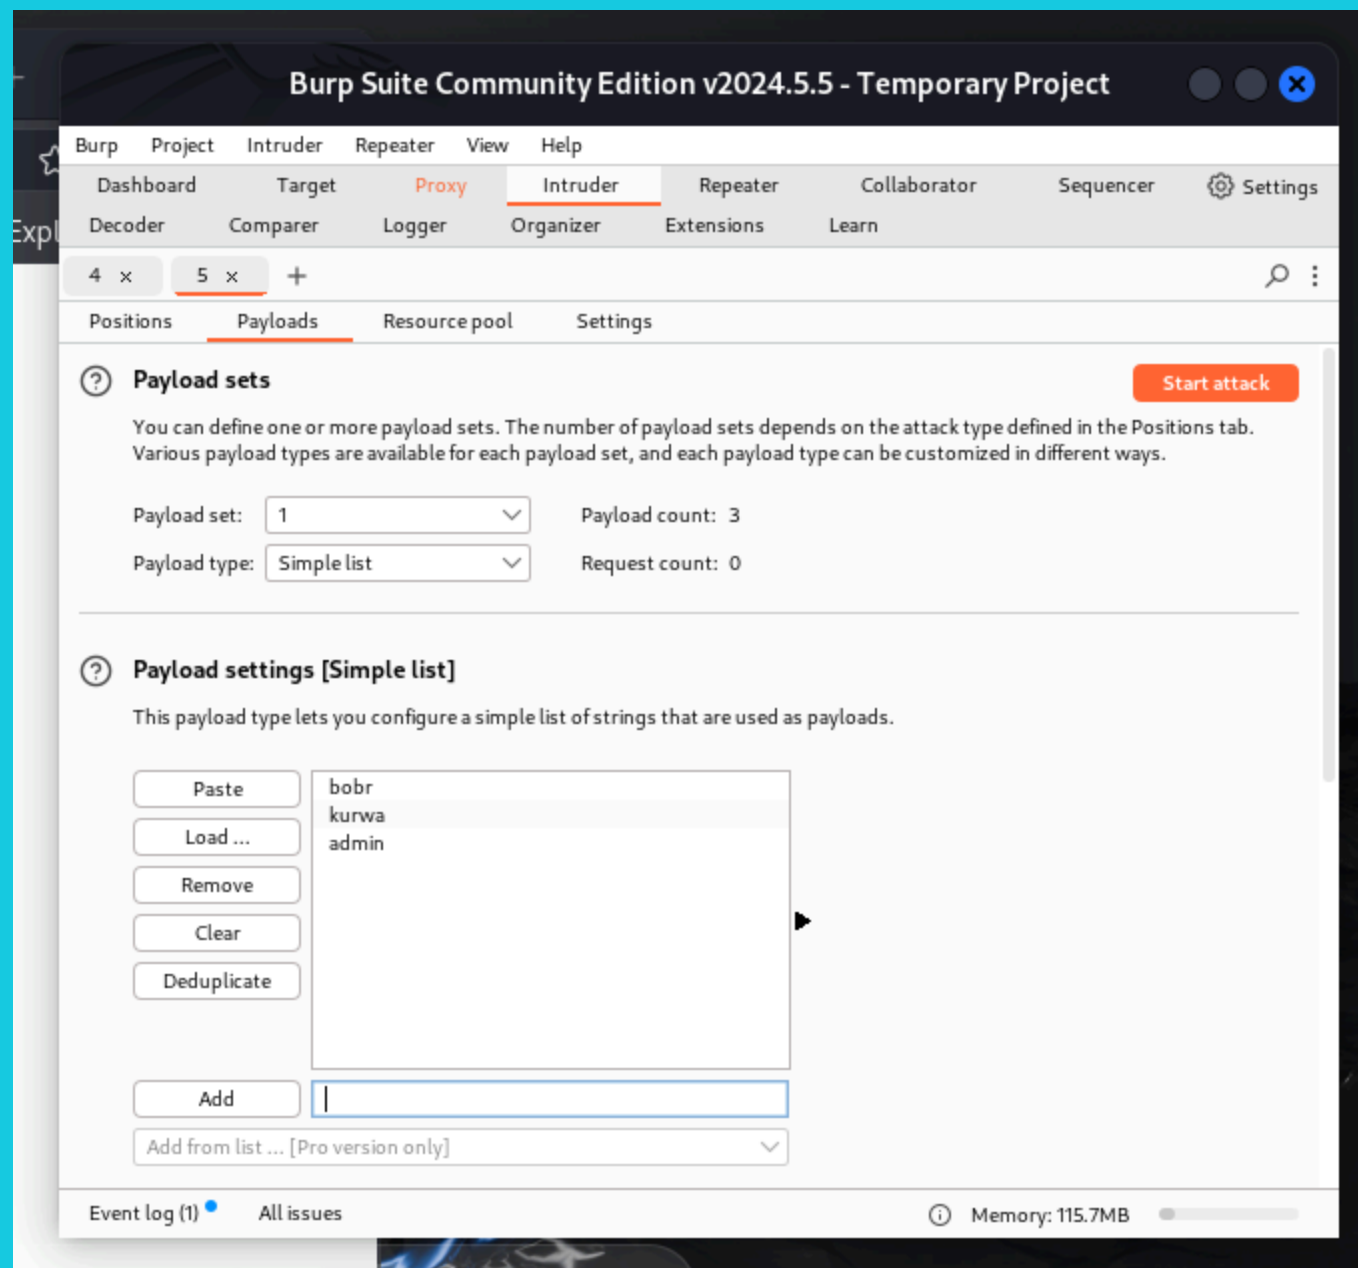 Burp Suite Community Edition v2024.5.5 - Temporary Project
Burp Project Intruder Repeater View Help
Dashboard Target Proxy Intruder Repeater Collaborator Sequencer Settings
Expl Decoder Comparer Logger Organizer Extensions Learn
4 × 5 × +
Positions Payloads Resource pool Settings
Payload sets
Start attack
You can define one or more payload sets. The number of payload sets depends on the attack type defined in the Positions tab.
Various payload types are available for each payload set, and each payload type can be customized in different ways.
Payload set: 1 Payload count: 3
Payload type: Simple list Request count: 0
Payload settings [Simple list]
This payload type lets you configure a simple list of strings that are used as payloads.
Paste bobr
kurwa
Load ... admin
Remove
Clear
Deduplicate
Add
Add from list ... [Pro version only]
Event log (1) All issues Memory: 115.7MB